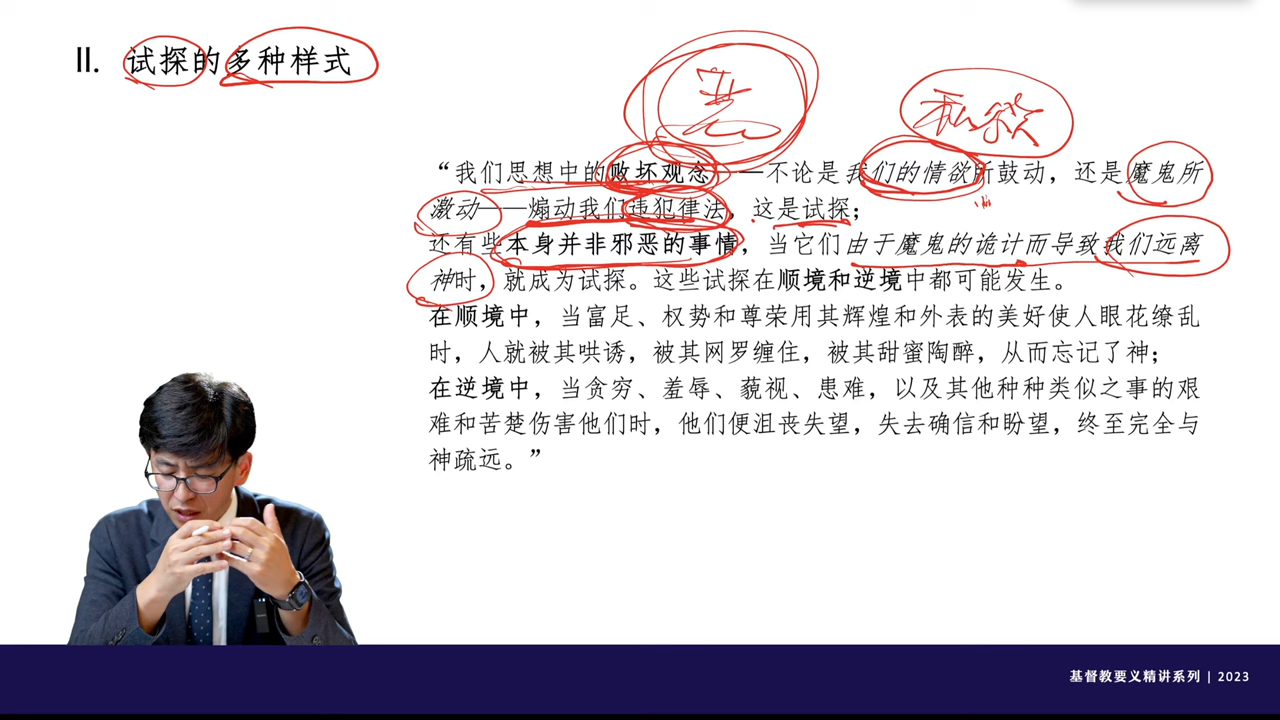 II. 试探的多种样式
恶
私欲
“我们思想中的败坏观念——不论是我们的情欲所鼓动，还是魔鬼所
激动——煽动我们违犯律法，这是试探；
还有些本身并非邪恶的事情，当它们由于魔鬼的诡计而导致我们远离
神时，就成为试探。这些试探在顺境和逆境中都可能发生。
在顺境中，当富足、权势和尊荣用其辉煌和外表的美好使人眼花缭乱
时，人就被其哄诱，被其网罗缠住，被其甜蜜陶醉，从而忘记了神；
在逆境中，当贪穷、羞辱、藐视、患难，以及其他种种类似之事的艰
难和苦楚伤害他们时，他们便沮丧失望，失去确信和盼望，终至完全与
神疏远。”
基督教要义精讲系列 | 2023